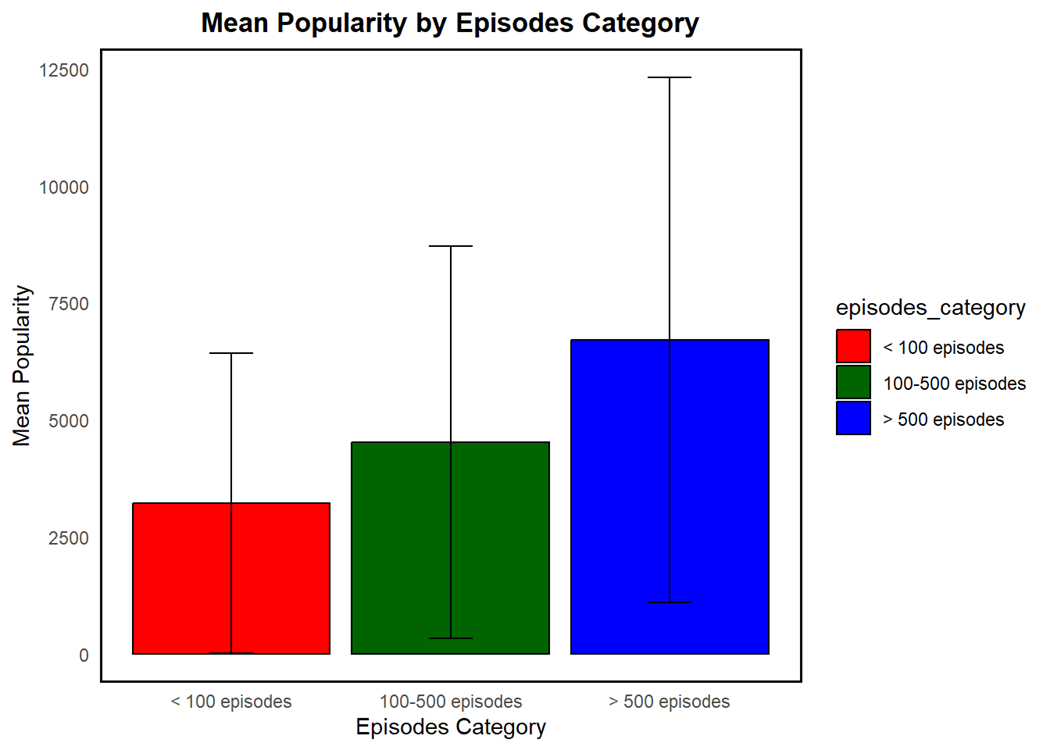 Mean Popularity by Episodes Category
12500
10000
7500
5000
2500
0
Mean Popularity
< 100 episodes
100-500 episodes
> 500 episodes
Episodes Category
episodes_category
< 100 episodes
100-500 episodes
> 500 episodes